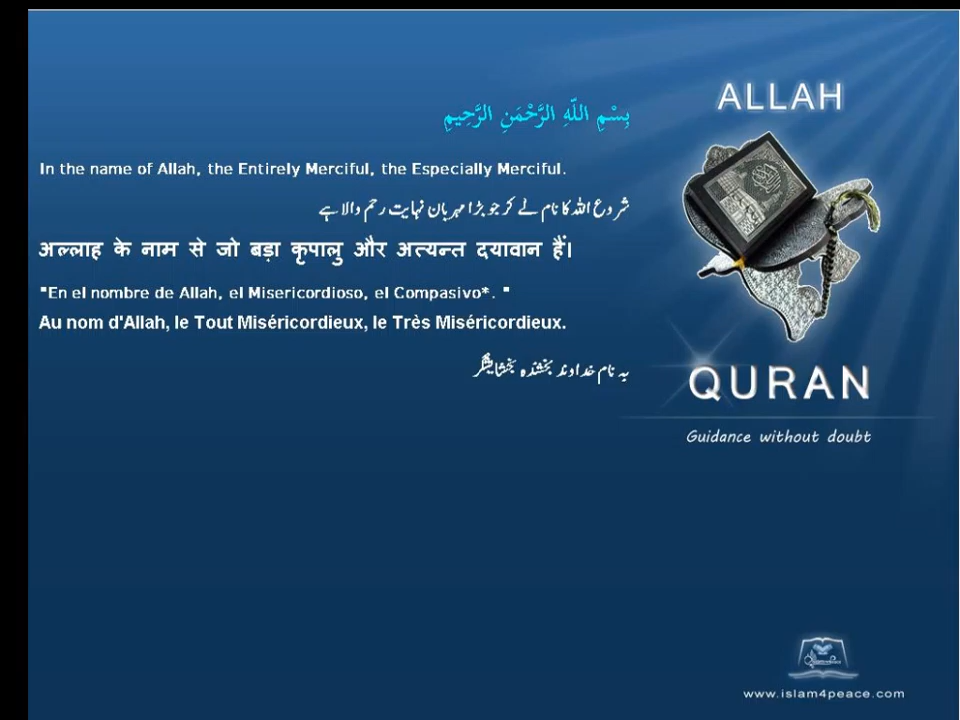 بِسْمِ اللَّهِ الرَّحْمَنِ الرَّحِيمِ
In the name of Allah, the Entirely Merciful, the Especially Merciful.
شروع اللہ کا نام لے کر جو بڑا مہربان نہایت رحم والا ہے
अल्लाह के नाम से जो बड़ा कृपालु और अत्यन्त दयावान हैं।
"En el nombre de Allah, el Misericordioso, el Compasivo*. "
Au nom d'Allah, le Tout Miséricordieux, le Très Miséricordieux.
به نام خداوند بخشنده بخشایشگر
ALLAH
QURAN
Guidance without doubt
www.islam4peace.com